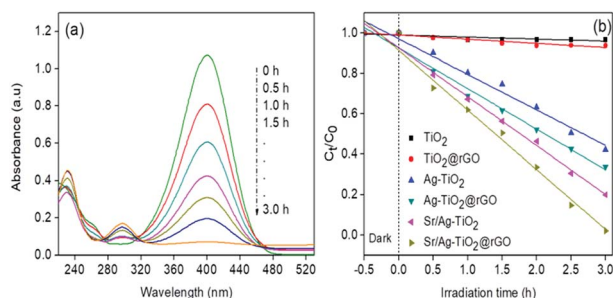 (a)
Absorbance (a.u)
1.2
1.0
0.8
0.6
0.4
0.2
0.0
0 h
0.5 h
1.0 h
1.5 h
.
.
.
3.0 h
240 280 320 360 400 440 480 520
Wavelength (nm)
(b)
Cₜ/C₀
1.0
0.8
0.6
0.4
0.2
0.0
TiO₂
TiO₂@rGO
Ag-TiO₂
Ag-TiO₂@rGO
Sr/Ag-TiO₂
Sr/Ag-TiO₂@rGO
Dark
-0.5 0.0 0.5 1.0 1.5 2.0 2.5 3.0
Irradiation time (h)